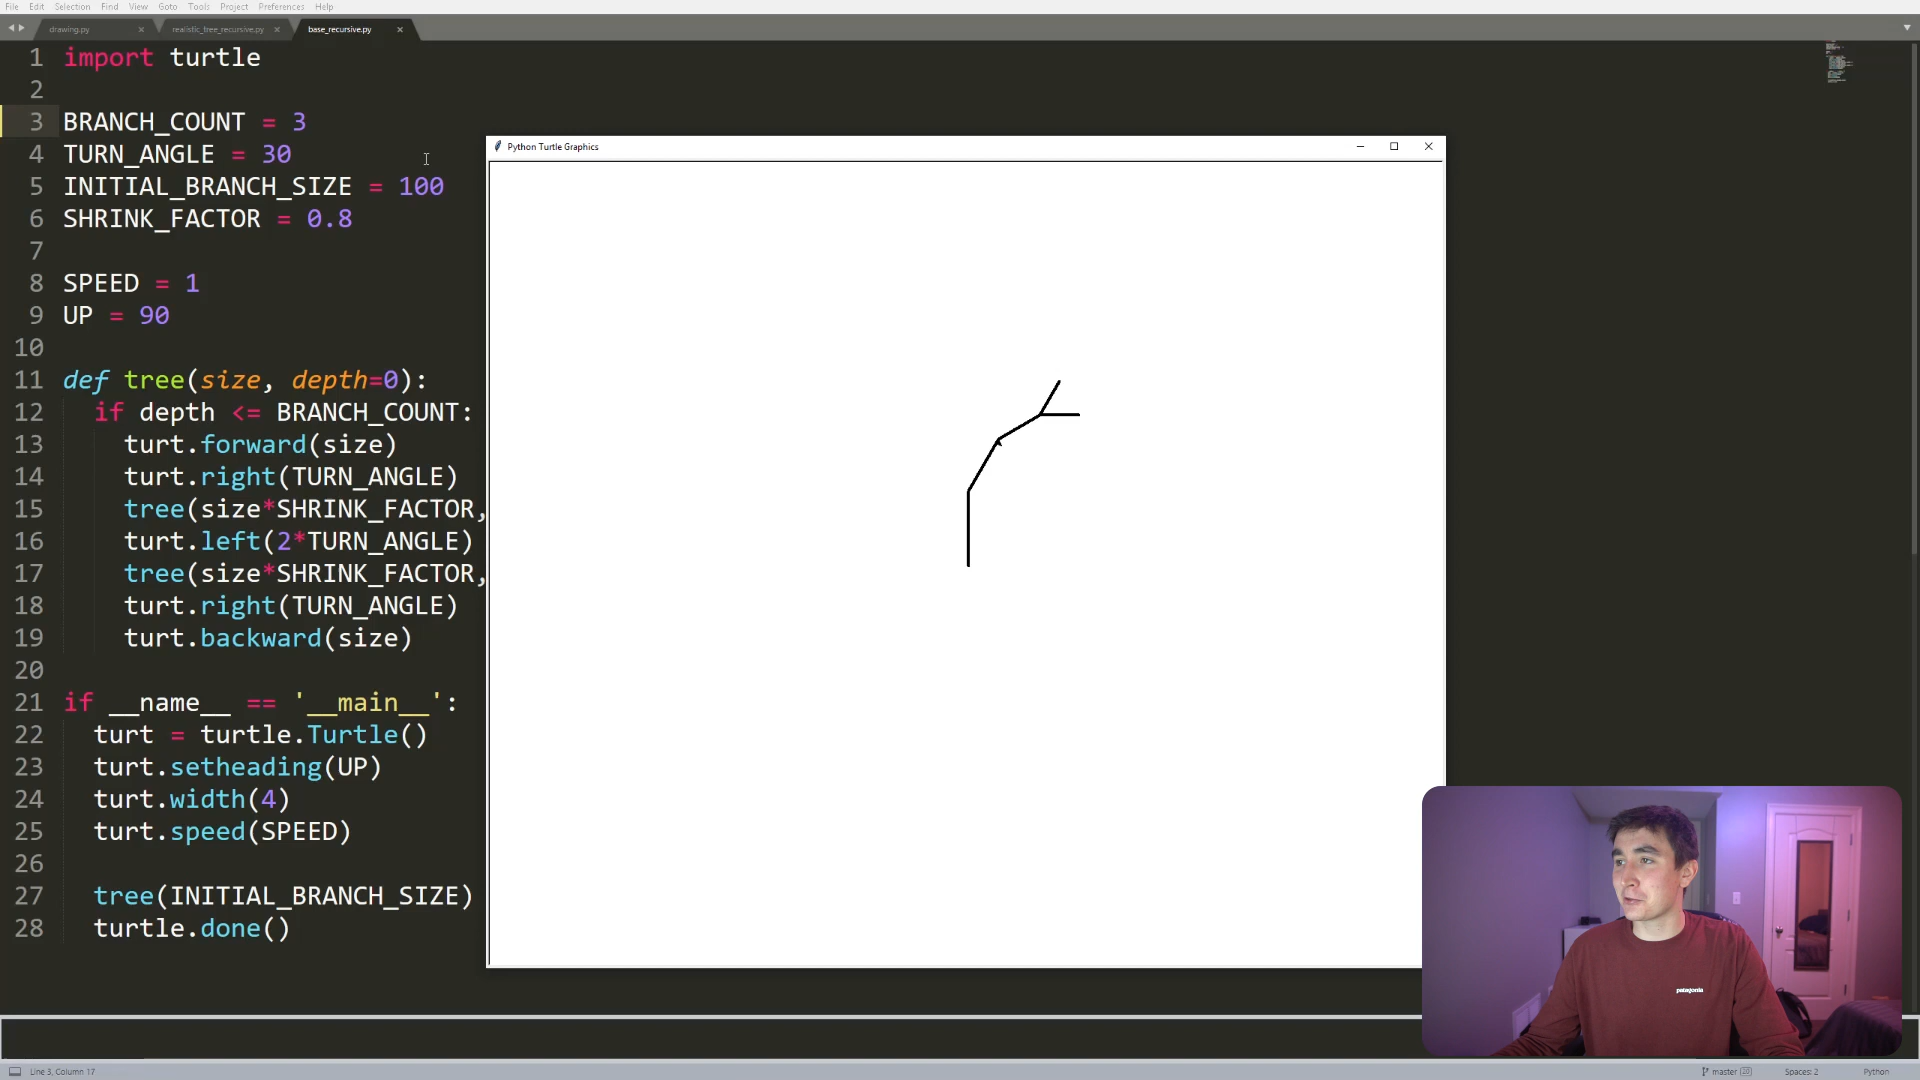 File Edit Selection Find View Goto Tools Project Preferences Help
drawing.py realistic_tree_recursive.py base_recursive.py
1 import turtle
2
3 BRANCH_COUNT = 3
4 TURN_ANGLE = 30
5 INITIAL_BRANCH_SIZE = 100
6 SHRINK_FACTOR = 0.8
7
8 SPEED = 1
9 UP = 90
10
11 def tree(size, depth=0):
12 if depth <= BRANCH_COUNT:
13 turt.forward(size)
14 turt.right(TURN_ANGLE)
15 tree(size*SHRINK_FACTOR,
16 turt.left(2*TURN_ANGLE)
17 tree(size*SHRINK_FACTOR,
18 turt.right(TURN_ANGLE)
19 turt.backward(size)
20
21 if __name__ == '__main__':
22 turt = turtle.Turtle()
23 turt.setheading(UP)
24 turt.width(4)
25 turt.speed(SPEED)
26
27 tree(INITIAL_BRANCH_SIZE)
28 turtle.done()
Python Turtle Graphics
patagonia
Line 3, Column 17
master
Spaces: 2
Python